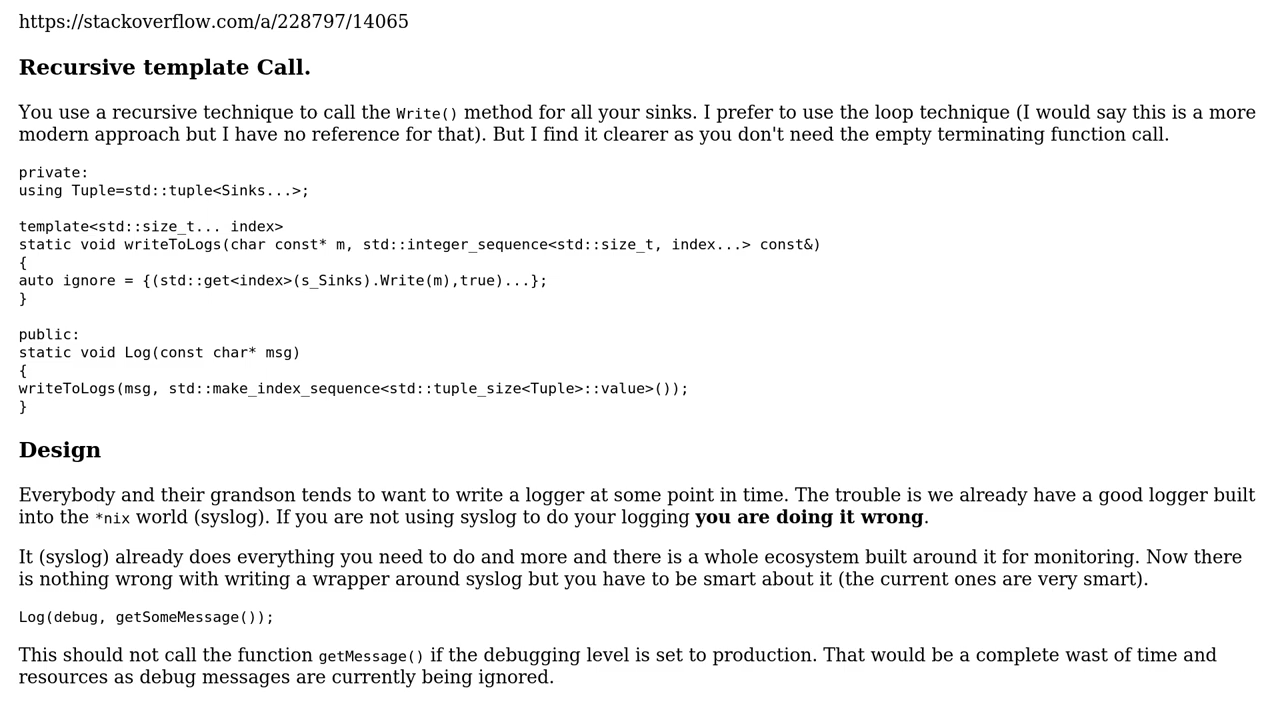 https://stackoverflow.com/a/228797/14065
Recursive template Call.
You use a recursive technique to call the Write() method for all your sinks. I prefer to use the loop technique (I would say this is a more
modern approach but I have no reference for that). But I find it clearer as you don't need the empty terminating function call.
private:
using Tuple=std::tuple<Sinks...>;
template<std::size_t... index>
static void writeToLogs(char const* m, std::integer_sequence<std::size_t, index...> const&)
{
auto ignore = {(std::get<index>(s_Sinks).Write(m),true)...};
}
public:
static void Log(const char* msg)
{
writeToLogs(msg, std::make_index_sequence<std::tuple_size<Tuple>::value>());
}
Design
Everybody and their grandson tends to want to write a logger at some point in time. The trouble is we already have a good logger built
into the *nix world (syslog). If you are not using syslog to do your logging you are doing it wrong.
It (syslog) already does everything you need to do and more and there is a whole ecosystem built around it for monitoring. Now there
is nothing wrong with writing a wrapper around syslog but you have to be smart about it (the current ones are very smart).
Log(debug, getSomeMessage());
This should not call the function getMessage() if the debugging level is set to production. That would be a complete wast of time and
resources as debug messages are currently being ignored.